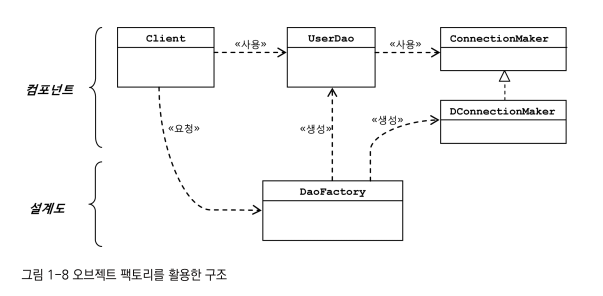 Client
«사용»
UserDao
«사용»
ConnectionMaker
컴포넌트
DConnectionMaker
«요청»
«생성»
«생성»
설계도
DaoFactory
그림 1-8 오브젝트 팩토리를 활용한 구조